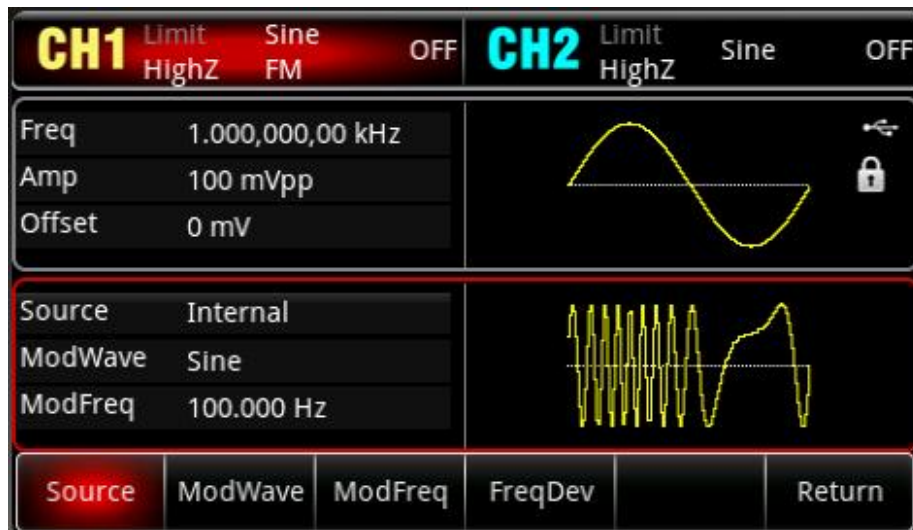 CH1 Limit Sine OFF CH2 Limit Sine OFF
HighZ FM HighZ
Freq 1.000,000,00 kHz
Amp 100 mVpp
Offset 0 mV
Source Internal
ModWave Sine
ModFreq 100.000 Hz
Source ModWave ModFreq FreqDev Return